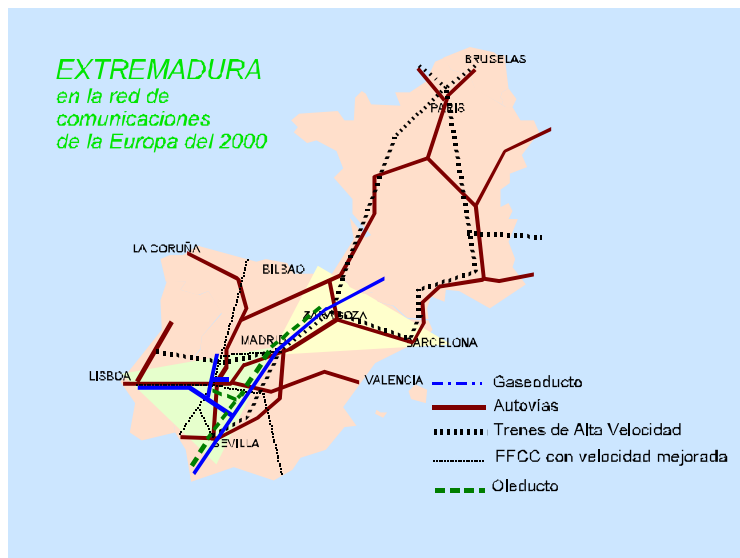 EXTREMADURA
en la red de
comunicaciones
de la Europa del 2000
BRUSELAS
PARIS
LA CORUÑA
BILBAO
ZARAGOZA
MADRID
BARCELONA
LISBOA
VALENCIA
SEVILLA
Gaseoducto
Autovías
Trenes de Alta Velocidad
FFCC con velocidad mejorada
Oleducto